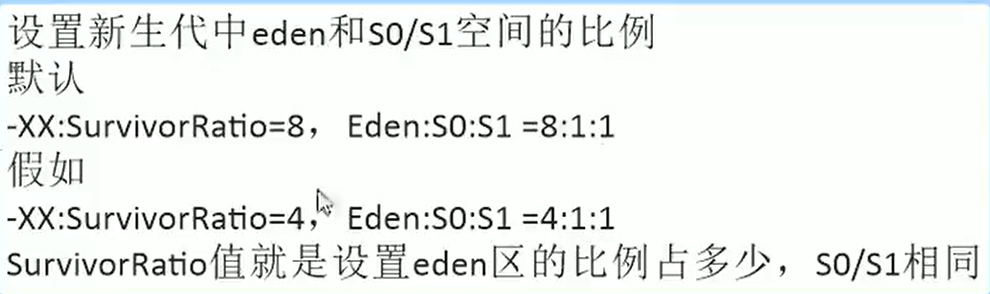 设置新生代中eden和S0/S1空间的比例
默认
-XX:SurvivorRatio=8， Eden:S0:S1 =8:1:1
假如
-XX:SurvivorRatio=4， Eden:S0:S1 =4:1:1
SurvivorRatio值就是设置eden区的比例占多少，S0/S1相同